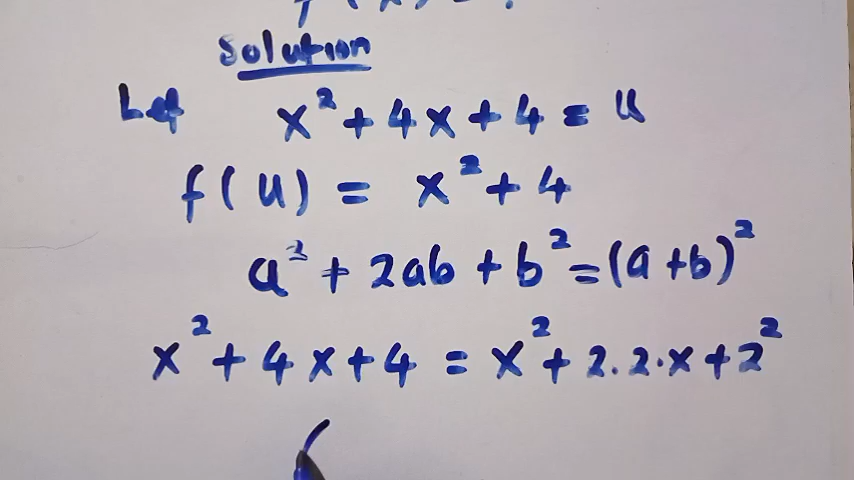 Solution
Let x² + 4x + 4 = u
f(u) = x² + 4
a² + 2ab + b² = (a + b)²
x² + 4x + 4 = x² + 2.2.x + 2²